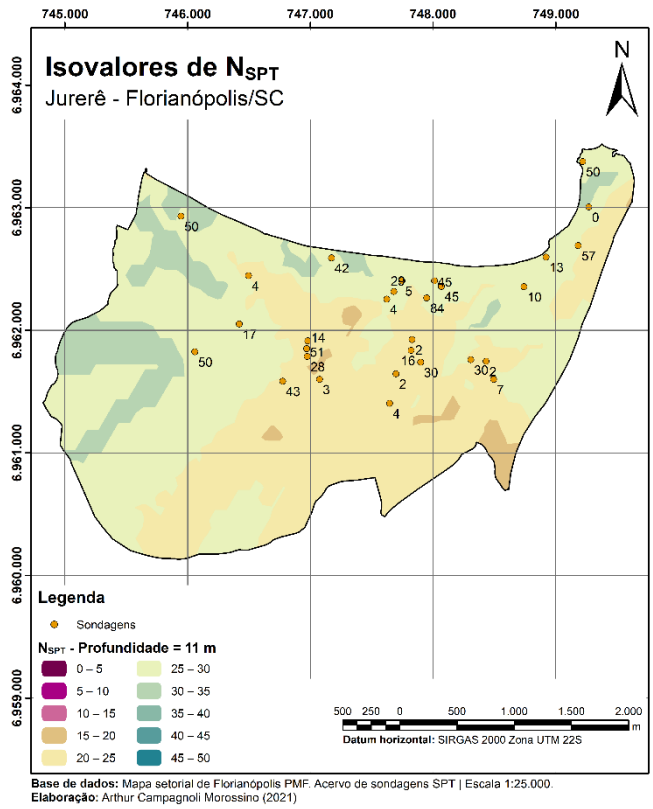 745.000 746.000 747.000 748.000 749.000
Isovalores de NSPT
Jurerê - Florianópolis/SC
N
6.964.000
6.963.000
6.962.000
6.961.000
6.960.000
6.959.000
50
0
57
13
10
50
42
4
29
5
45
45
84
4
17
50
14
51
28
43
3
2
16
30
2
4
30
2
7
Legenda
Sondagens
NSPT - Profundidade = 11 m
0 – 5
5 – 10
10 – 15
15 – 20
20 – 25
25 – 30
30 – 35
35 – 40
40 – 45
45 – 50
500 250 0 500 1.000 1.500 2.000
m
Datum horizontal: SIRGAS 2000 Zona UTM 22S
Base de dados: Mapa setorial de Florianópolis PMF. Acervo de sondagens SPT | Escala 1:25.000.
Elaboração: Arthur Campagnoli Morossino (2021)